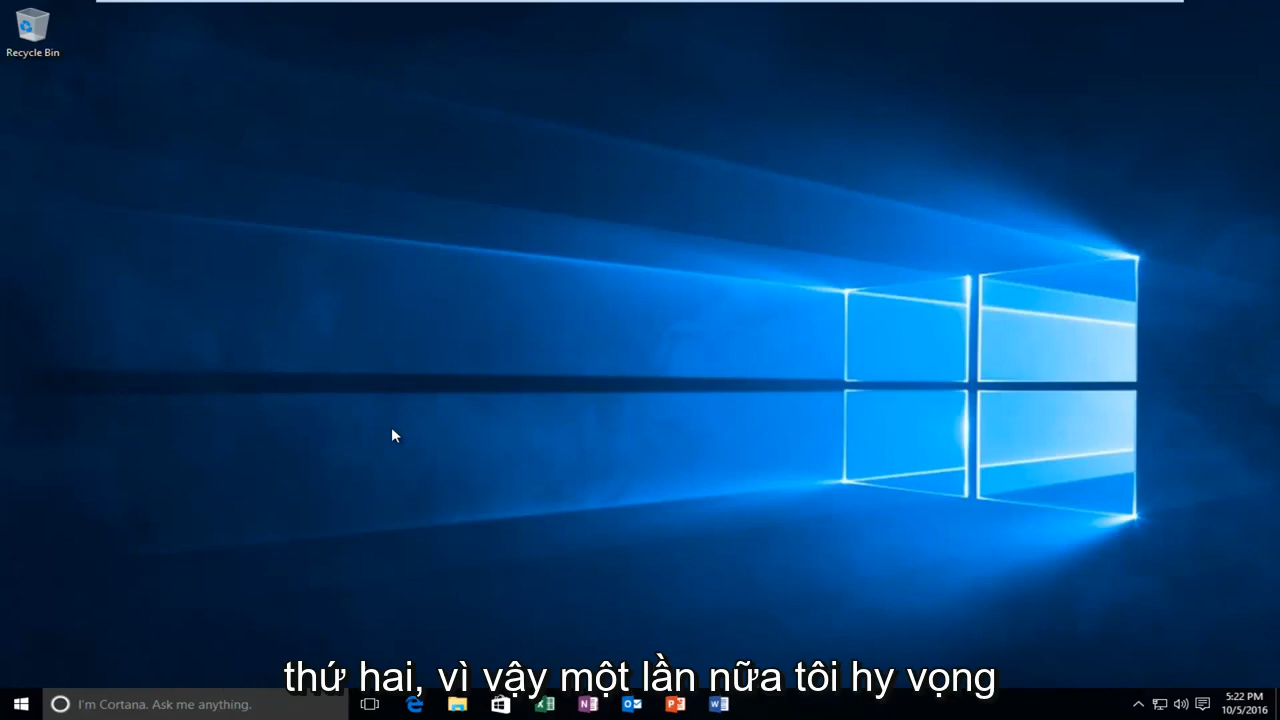 Recycle Bin
thứ hai, vì vậy một lần nữa tôi hy vọng
I'm Cortana. Ask me anything.
5:22 PM
10/5/2016